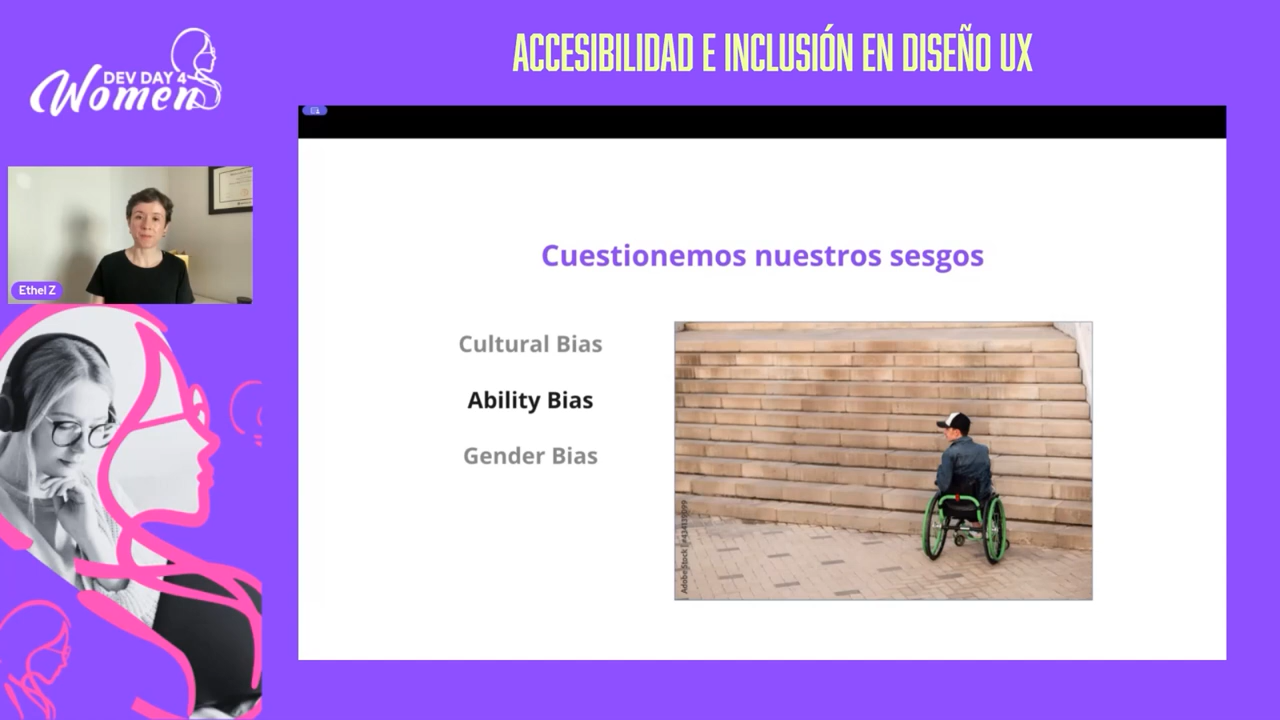 ACCESIBILIDAD E INCLUSIÓN EN DISEÑO UX
DEV DAY 4
Women
Ethel Z
Cuestionemos nuestros sesgos
Cultural Bias
Ability Bias
Gender Bias